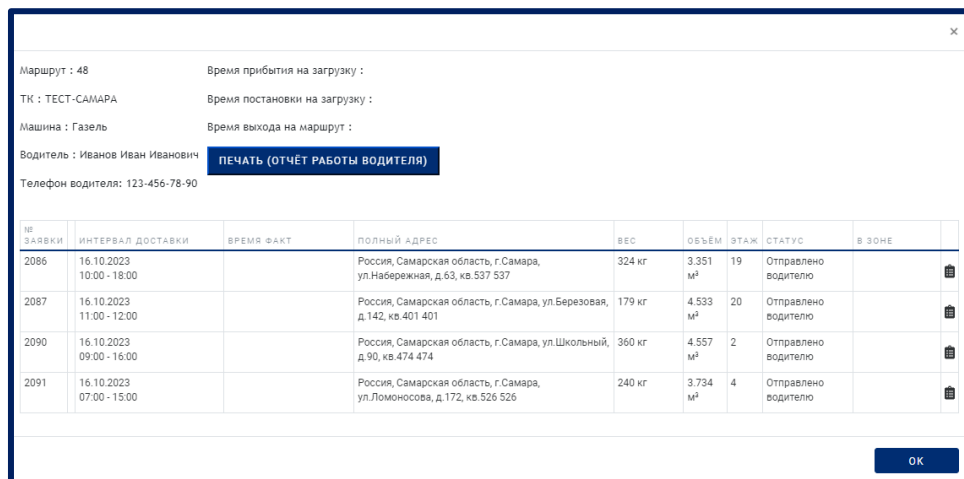 ×
Маршрут : 48
Время прибытия на загрузку :
ТК : ТЕСТ-САМАРА
Время постановки на загрузку :
Машина : Газель
Время выхода на маршрут :
Водитель : Иванов Иван Иванович
ПЕЧАТЬ (ОТЧЁТ РАБОТЫ ВОДИТЕЛЯ)
Телефон водителя: 123-456-78-90
№
ЗАЯВКИ ИНТЕРВАЛ ДОСТАВКИ ВРЕМЯ ФАКТ ПОЛНЫЙ АДРЕС ВЕС ОБЪЁМ ЭТАЖ СТАТУС В ЗОНЕ
2086 16.10.2023 Россия, Самарская область, г.Самара, 324 кг 3.351 19 Отправлено
10:00 - 18:00 ул.Набережная, д.63, кв.537 537 м³ водителю
2087 16.10.2023 Россия, Самарская область, г.Самара, ул.Березовая, 179 кг 4.533 20 Отправлено
11:00 - 12:00 д.142, кв.401 401 м³ водителю
2090 16.10.2023 Россия, Самарская область, г.Самара, ул.Школьный, 360 кг 4.557 2 Отправлено
09:00 - 16:00 д.90, кв.474 474 м³ водителю
2091 16.10.2023 Россия, Самарская область, г.Самара, 240 кг 3.734 4 Отправлено
07:00 - 15:00 ул.Ломоносова, д.172, кв.526 526 м³ водителю
ОК